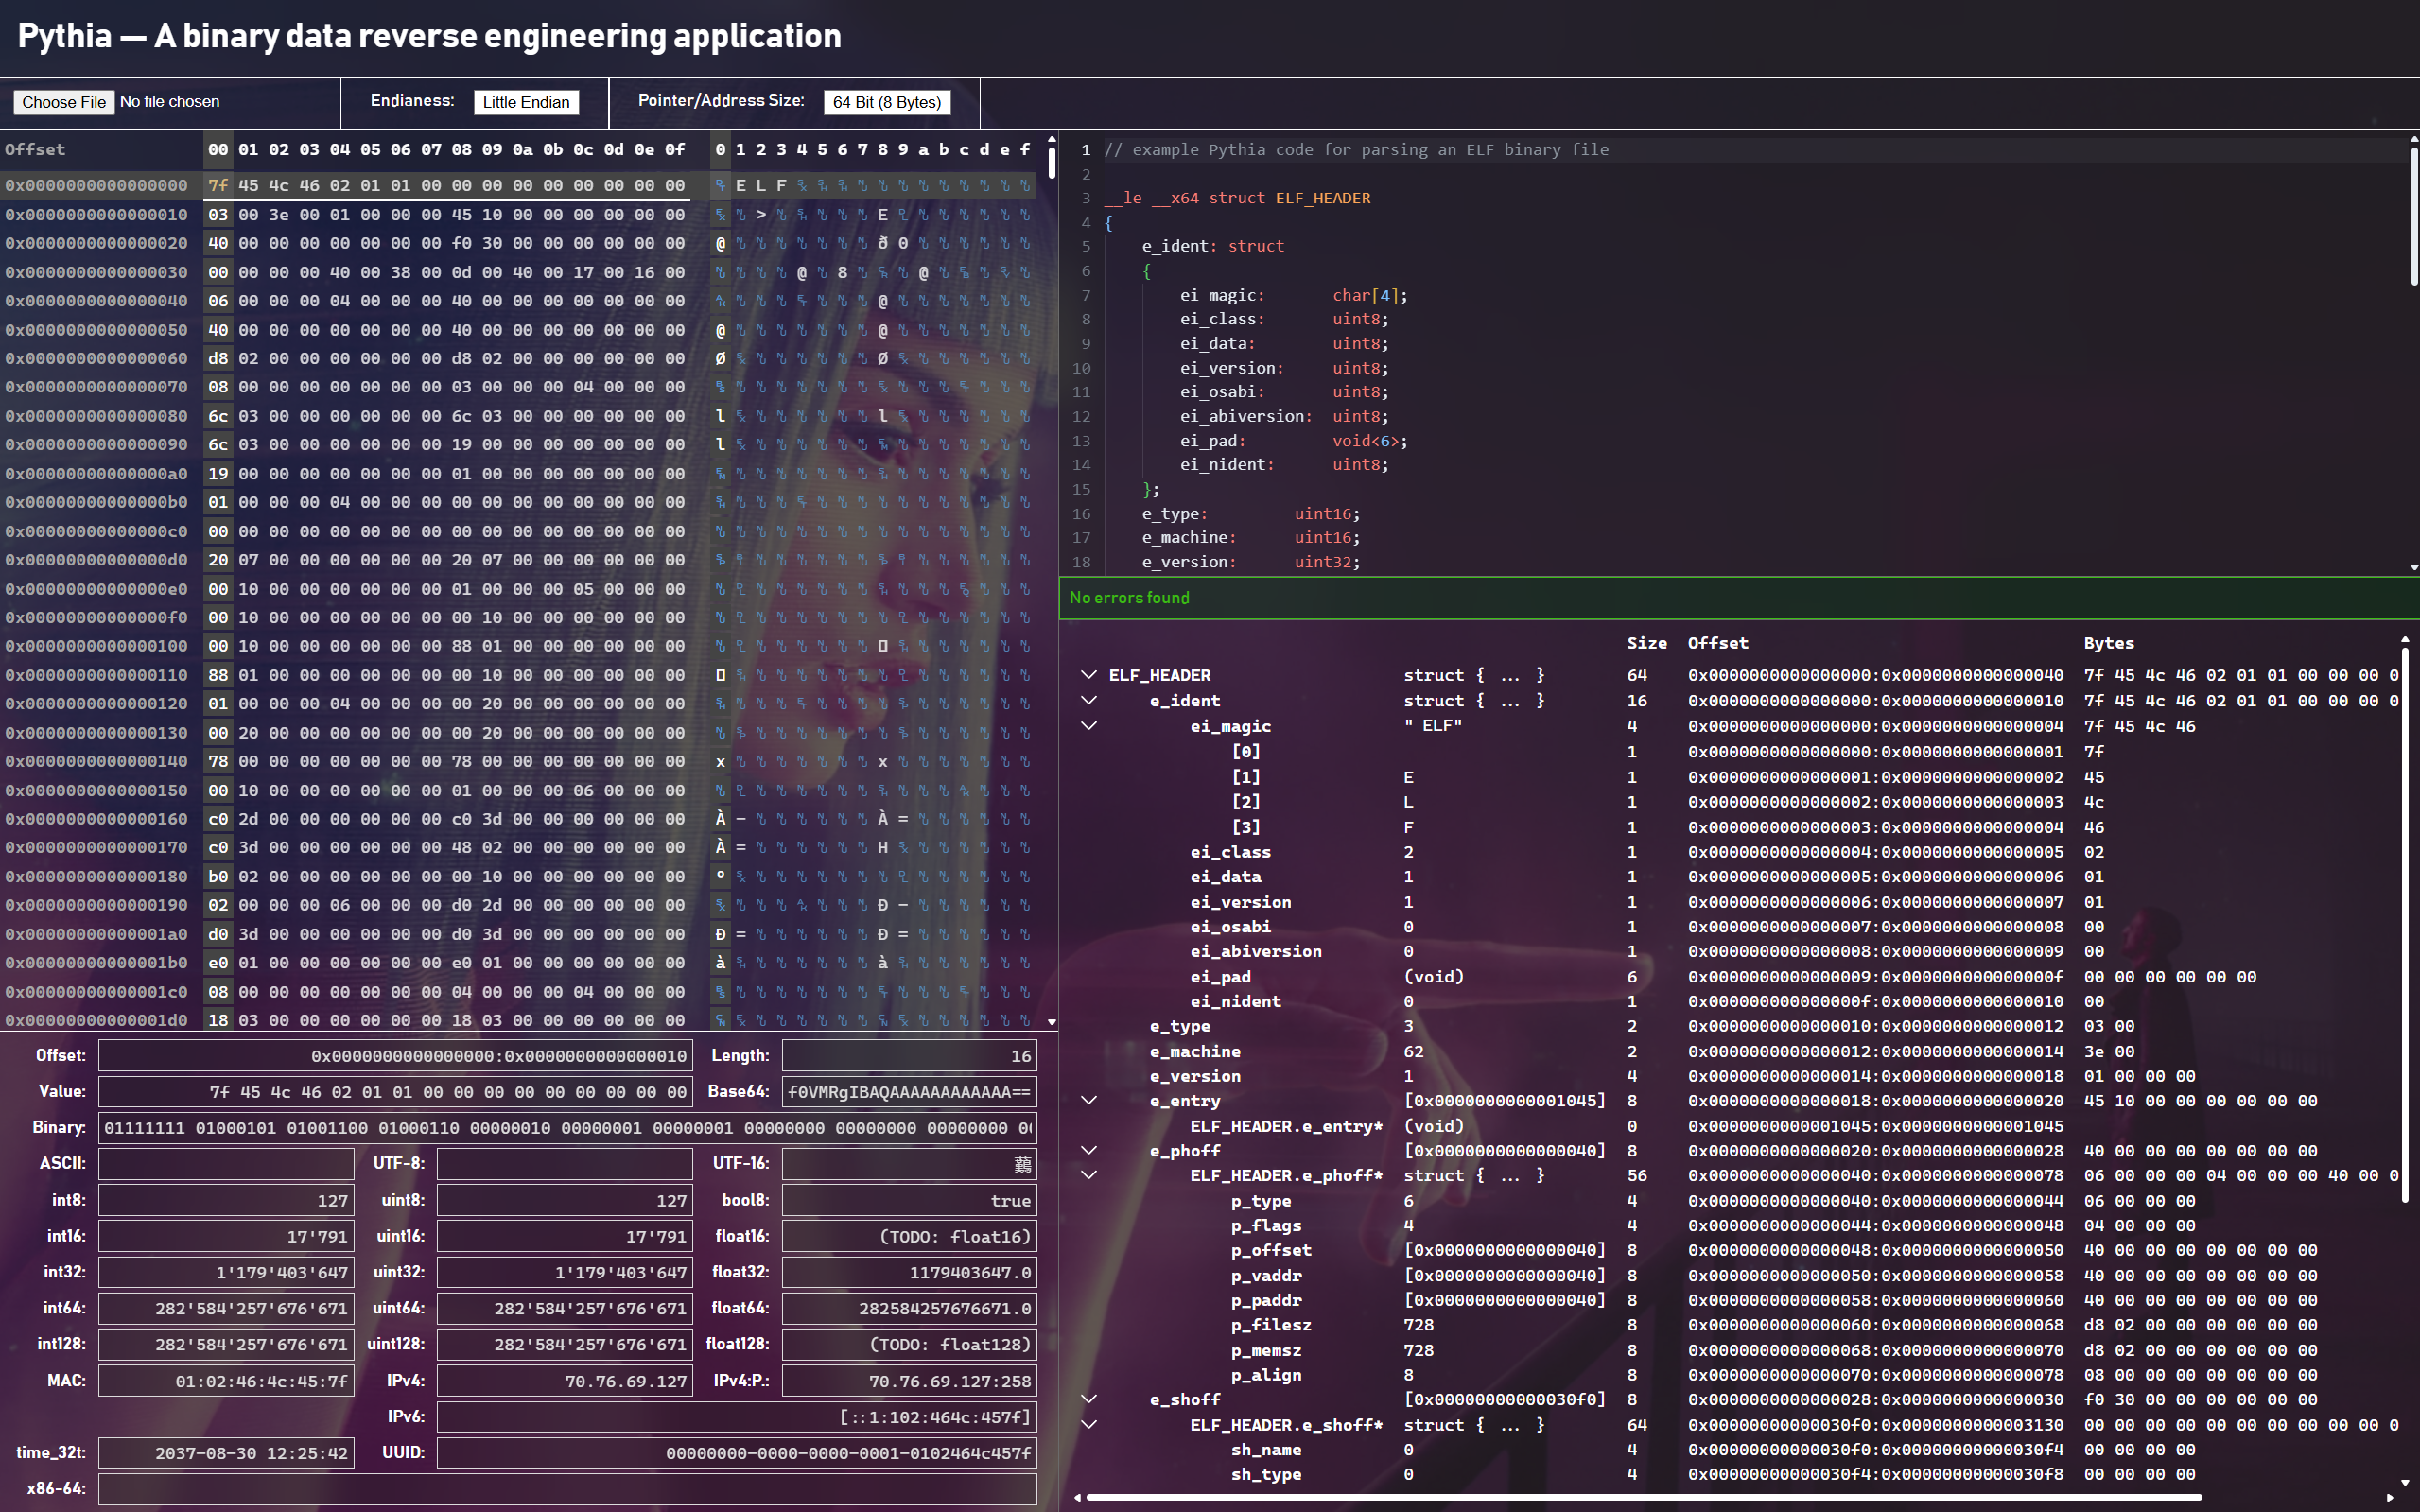 Pythia — A binary data reverse engineering application
Choose File No file chosen
Endianess: Little Endian
Pointer/Address Size: 64 Bit (8 Bytes)
Offset 00 01 02 03 04 05 06 07 08 09 0a 0b 0c 0d 0e 0f 0 1 2 3 4 5 6 7 8 9 a b c d e f
0x0000000000000000 7f 45 4c 46 02 01 01 00 00 00 00 00 00 00 00 00 E L F
0x0000000000000010 03 00 3e 00 01 00 00 00 45 10 00 00 00 00 00 00 > E
0x0000000000000020 40 00 00 00 00 00 00 00 f0 30 00 00 00 00 00 00 @ ð 0
0x0000000000000030 00 00 00 00 40 00 38 00 0d 00 40 00 17 00 16 00 @ 8 @
0x0000000000000040 06 00 00 00 04 00 00 00 40 00 00 00 00 00 00 00 @
0x0000000000000050 40 00 00 00 00 00 00 00 40 00 00 00 00 00 00 00 @ @
0x0000000000000060 d8 02 00 00 00 00 00 00 d8 02 00 00 00 00 00 00 Ø Ø
0x0000000000000070 08 00 00 00 00 00 00 00 03 00 00 00 04 00 00 00
0x0000000000000080 6c 03 00 00 00 00 00 00 6c 03 00 00 00 00 00 00 l l
0x0000000000000090 6c 03 00 00 00 00 00 00 19 00 00 00 00 00 00 00 l
0x00000000000000a0 19 00 00 00 00 00 00 00 01 00 00 00 00 00 00 00
0x00000000000000b0 01 00 00 00 04 00 00 00 00 00 00 00 00 00 00 00
0x00000000000000c0 00 00 00 00 00 00 00 00 00 00 00 00 00 00 00 00
0x00000000000000d0 20 07 00 00 00 00 00 00 20 07 00 00 00 00 00 00
0x00000000000000e0 00 10 00 00 00 00 00 00 01 00 00 00 05 00 00 00
0x00000000000000f0 00 10 00 00 00 00 00 00 00 10 00 00 00 00 00 00
0x0000000000000100 00 10 00 00 00 00 00 00 88 01 00 00 00 00 00 00
0x0000000000000110 88 01 00 00 00 00 00 00 00 10 00 00 00 00 00 00
0x0000000000000120 01 00 00 00 04 00 00 00 00 20 00 00 00 00 00 00
0x0000000000000130 00 20 00 00 00 00 00 00 00 20 00 00 00 00 00 00
0x0000000000000140 78 00 00 00 00 00 00 00 78 00 00 00 00 00 00 00 x x
0x0000000000000150 00 10 00 00 00 00 00 00 01 00 00 00 06 00 00 00
0x0000000000000160 c0 2d 00 00 00 00 00 00 c0 3d 00 00 00 00 00 00 À - À =
0x0000000000000170 c0 3d 00 00 00 00 00 00 48 02 00 00 00 00 00 00 À = H
0x0000000000000180 b0 02 00 00 00 00 00 00 00 10 00 00 00 00 00 00 °
0x0000000000000190 02 00 00 00 06 00 00 00 d0 2d 00 00 00 00 00 00 Ð -
0x00000000000001a0 d0 3d 00 00 00 00 00 00 d0 3d 00 00 00 00 00 00 Ð = Ð =
0x00000000000001b0 e0 01 00 00 00 00 00 00 e0 01 00 00 00 00 00 00 à à
0x00000000000001c0 08 00 00 00 00 00 00 00 04 00 00 00 04 00 00 00
0x00000000000001d0 18 03 00 00 00 00 00 00 18 03 00 00 00 00 00 00
Offset: 0x0000000000000000:0x0000000000000010 Length: 16
Value: 7f 45 4c 46 02 01 01 00 00 00 00 00 00 00 00 00 Base64: f0VMRgIBAQAAAAAAAAAAAA==
Binary: 01111111 01000101 01001100 01000110 00000010 00000001 00000001 00000000 00000000 00000000
ASCII: UTF-8: UTF-16:
int8: 127 uint8: 127 bool8: true
int16: 17'791 uint16: 17'791 float16: (TODO: float16)
int32: 1'179'403'647 uint32: 1'179'403'647 float32: 1179403647.0
int64: 282'584'257'676'671 uint64: 282'584'257'676'671 float64: 282584257676671.0
int128: 282'584'257'676'671 uint128: 282'584'257'676'671 float128: (TODO: float128)
MAC: 01:02:46:4c:45:7f IPv4: 70.76.69.127 IPv4:P.: 70.76.69.127:258
IPv6: [::1:102:464c:457f]
time_32t: 2037-08-30 12:25:42 UUID: 00000000-0000-0000-0001-0102464c457f
x86-64:
1 // example Pythia code for parsing an ELF binary file
2
3 __le __x64 struct ELF_HEADER
4 {
5 e_ident: struct
6 {
7 ei_magic: char[4];
8 ei_class: uint8;
9 ei_data: uint8;
10 ei_version: uint8;
11 ei_osabi: uint8;
12 ei_abiversion: uint8;
13 ei_pad: void<6>;
14 ei_nident: uint8;
15 };
16 e_type: uint16;
17 e_machine: uint16;
18 e_version: uint32;
No errors found
Size Offset Bytes
ELF_HEADER struct { ... } 64 0x0000000000000000:0x0000000000000040 7f 45 4c 46 02 01 01 00 00 00 0
e_ident struct { ... } 16 0x0000000000000000:0x0000000000000010 7f 45 4c 46 02 01 01 00 00 00 0
ei_magic " ELF" 4 0x0000000000000000:0x0000000000000004 7f 45 4c 46
[0] 1 0x0000000000000000:0x0000000000000001 7f
[1] E 1 0x0000000000000001:0x0000000000000002 45
[2] L 1 0x0000000000000002:0x0000000000000003 4c
[3] F 1 0x0000000000000003:0x0000000000000004 46
ei_class 2 1 0x0000000000000004:0x0000000000000005 02
ei_data 1 1 0x0000000000000005:0x0000000000000006 01
ei_version 1 1 0x0000000000000006:0x0000000000000007 01
ei_osabi 0 1 0x0000000000000007:0x0000000000000008 00
ei_abiversion 0 1 0x0000000000000008:0x0000000000000009 00
ei_pad (void) 6 0x0000000000000009:0x000000000000000f 00 00 00 00 00 00
ei_nident 0 1 0x000000000000000f:0x0000000000000010 00
e_type 3 2 0x0000000000000010:0x0000000000000012 03 00
e_machine 62 2 0x0000000000000012:0x0000000000000014 3e 00
e_version 1 4 0x0000000000000014:0x0000000000000018 01 00 00 00
e_entry [0x0000000000001045] 8 0x0000000000000018:0x0000000000000020 45 10 00 00 00 00 00 00
ELF_HEADER.e_entry* (void) 0 0x0000000000001045:0x0000000000001045
e_phoff [0x0000000000000040] 8 0x0000000000000020:0x0000000000000028 40 00 00 00 00 00 00 00
ELF_HEADER.e_phoff* struct { ... } 56 0x0000000000000040:0x0000000000000078 06 00 00 00 04 00 00 00 40 00 0
p_type 6 4 0x0000000000000040:0x0000000000000044 06 00 00 00
p_flags 4 4 0x0000000000000044:0x0000000000000048 04 00 00 00
p_offset [0x0000000000000040] 8 0x0000000000000048:0x0000000000000050 40 00 00 00 00 00 00 00
p_vaddr [0x0000000000000040] 8 0x0000000000000050:0x0000000000000058 40 00 00 00 00 00 00 00
p_paddr [0x0000000000000040] 8 0x0000000000000058:0x0000000000000060 40 00 00 00 00 00 00 00
p_filesz 728 8 0x0000000000000060:0x0000000000000068 d8 02 00 00 00 00 00 00
p_memsz 728 8 0x0000000000000068:0x0000000000000070 d8 02 00 00 00 00 00 00
p_align 8 8 0x0000000000000070:0x0000000000000078 08 00 00 00 00 00 00 00
e_shoff [0x00000000000030f0] 8 0x0000000000000028:0x0000000000000030 f0 30 00 00 00 00 00 00
ELF_HEADER.e_shoff* struct { ... } 64 0x00000000000030f0:0x0000000000003130 00 00 00 00 00 00 00 00 00 00 0
sh_name 0 4 0x00000000000030f0:0x00000000000030f4 00 00 00 00
sh_type 0 4 0x00000000000030f4:0x00000000000030f8 00 00 00 00